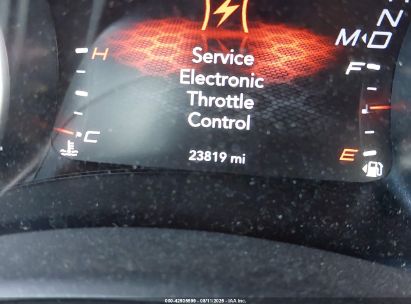 N
M D
H
F
Service
Electronic
Throttle
Control
C
E
23819 mi